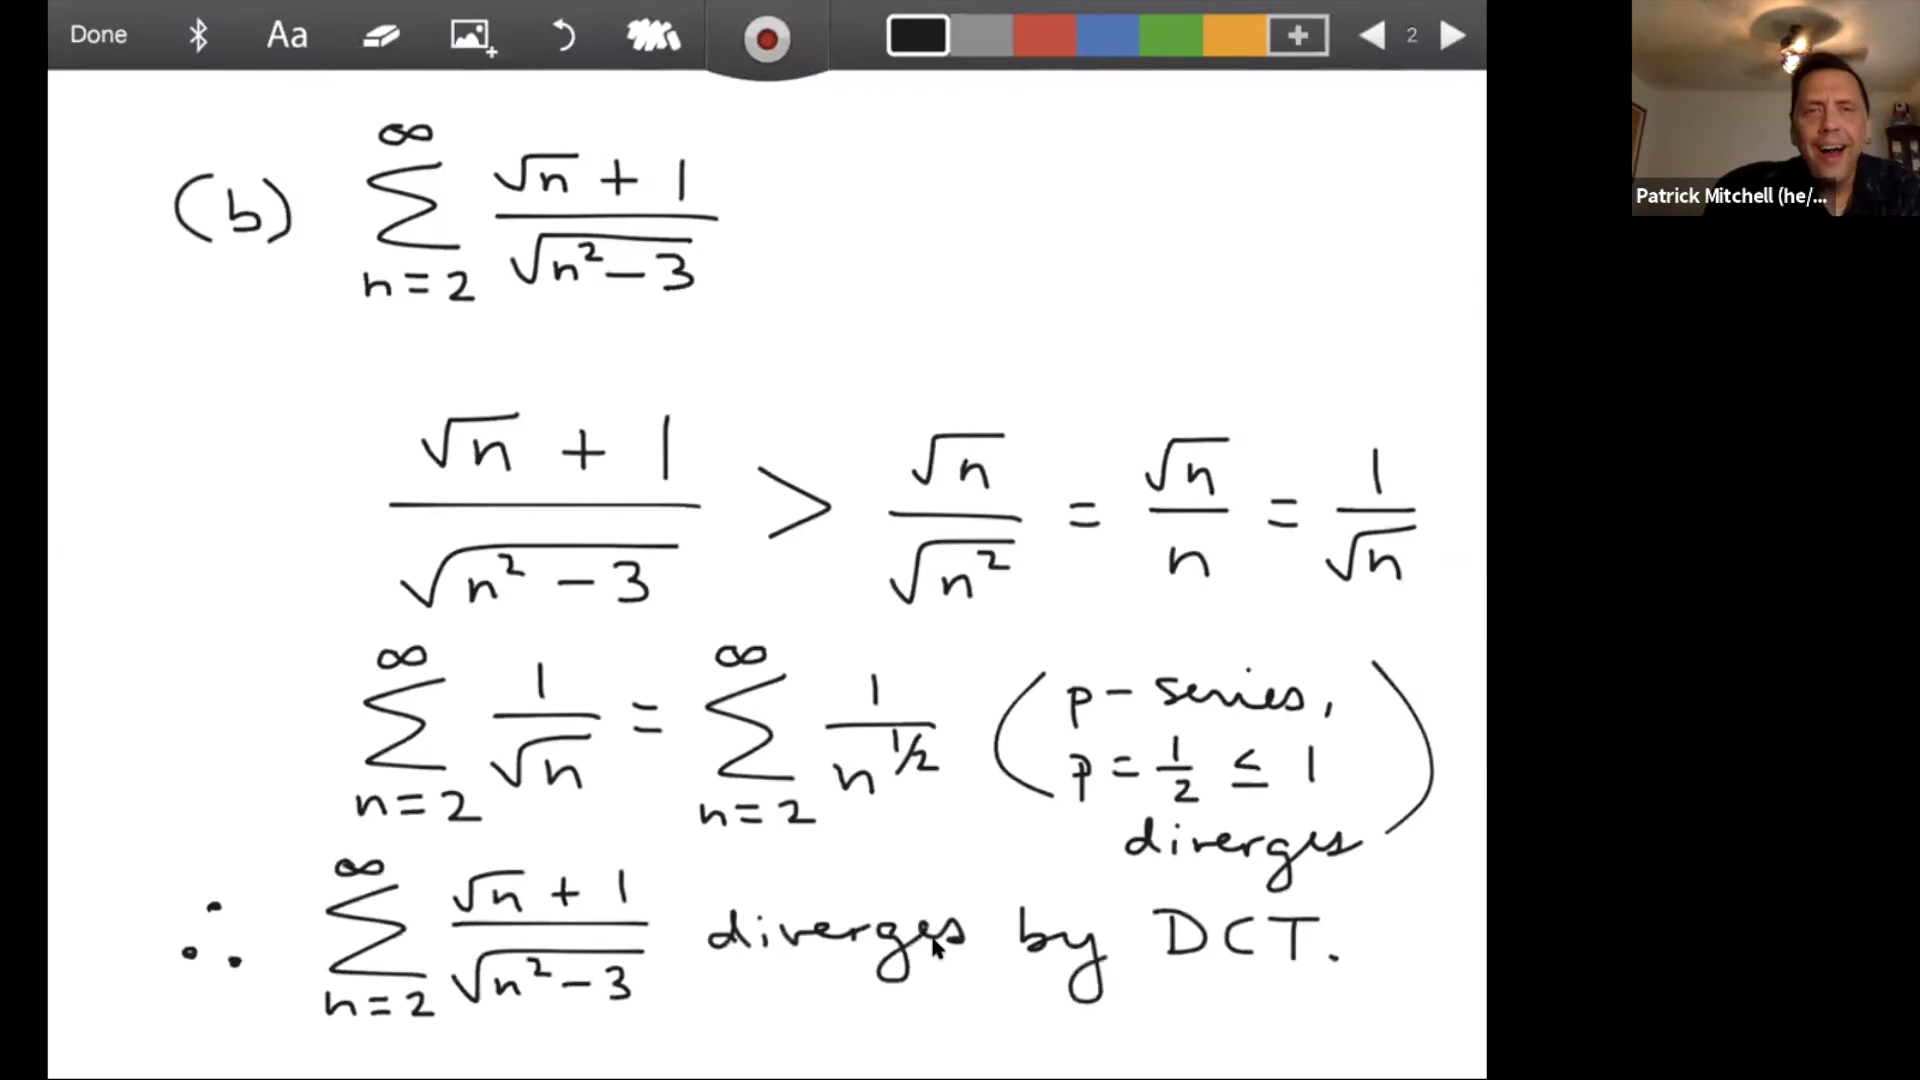 Done Aa 2
Patrick Mitchell (he/...
(b) ∞ ∑ n=2 (√n + 1)/√(n² – 3)
(√n + 1)/√(n² – 3) > √n/√(n²) = √n/n = 1/√n
∞ ∑ n=2 1/√n = ∞ ∑ n=2 1/n^(1/2) (p-series,
p = 1/2 ≤ 1
diverges)
∴ ∞ ∑ n=2 (√n + 1)/√(n² – 3) diverges by DCT.